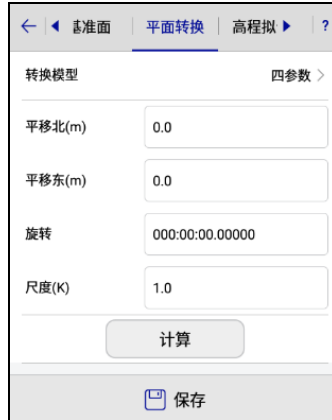 基准面 平面转换 高程拟 ?
转换模型 四参数
平移北(m) 0.0
平移东(m) 0.0
旋转 000:00:00.00000
尺度(K) 1.0
计算
保存